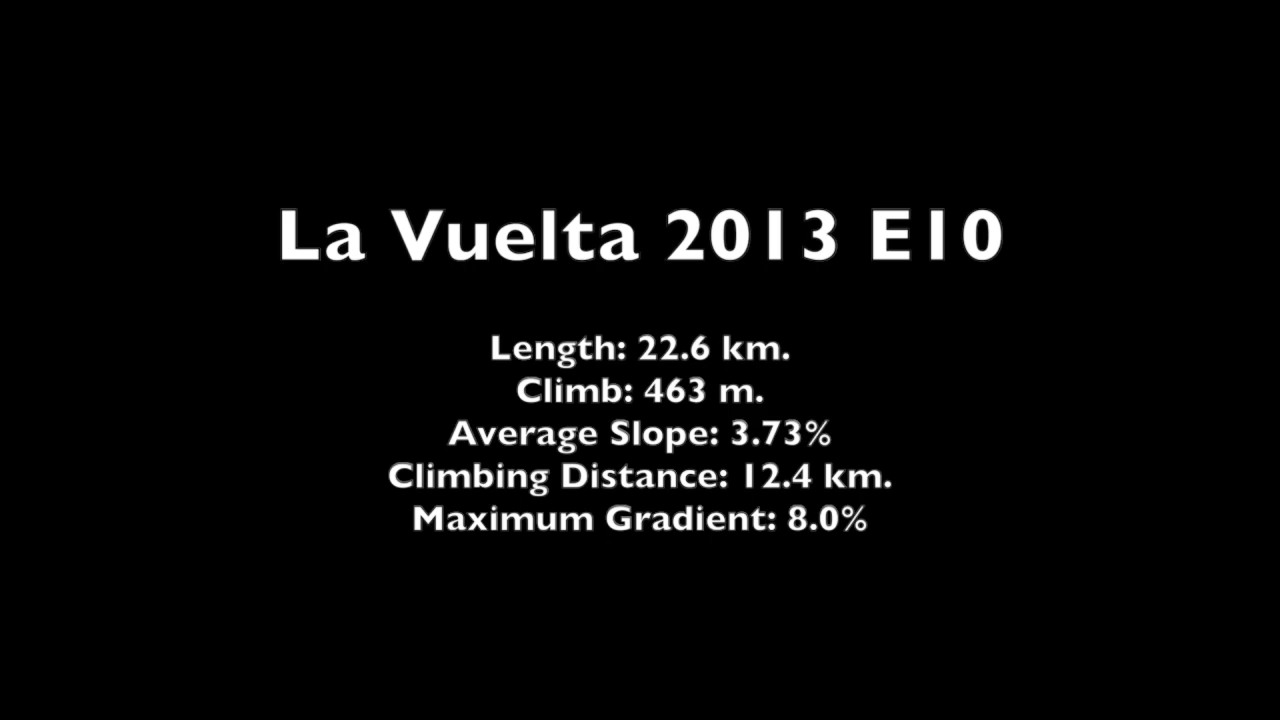 La Vuelta 2013 E10
Length: 22.6 km.
Climb: 463 m.
Average Slope: 3.73%
Climbing Distance: 12.4 km.
Maximum Gradient: 8.0%